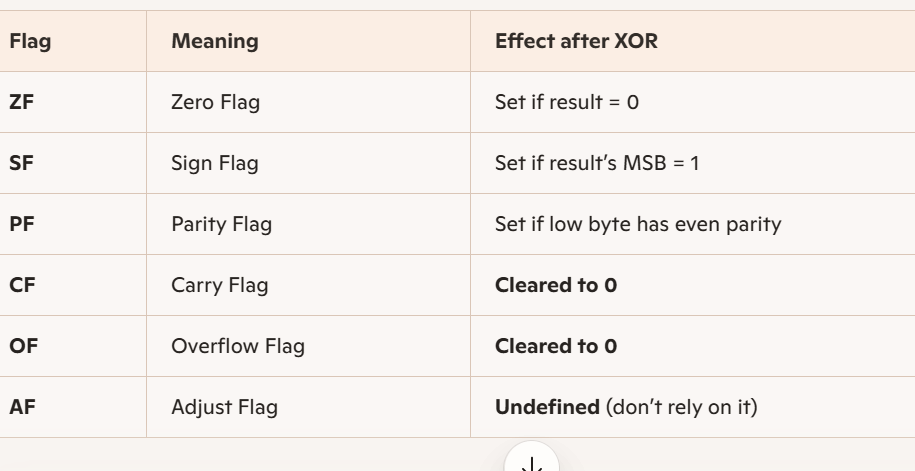 Flag Meaning Effect after XOR
ZF Zero Flag Set if result = 0
SF Sign Flag Set if result’s MSB = 1
PF Parity Flag Set if low byte has even parity
CF Carry Flag Cleared to 0
OF Overflow Flag Cleared to 0
AF Adjust Flag Undefined (don’t rely on it)